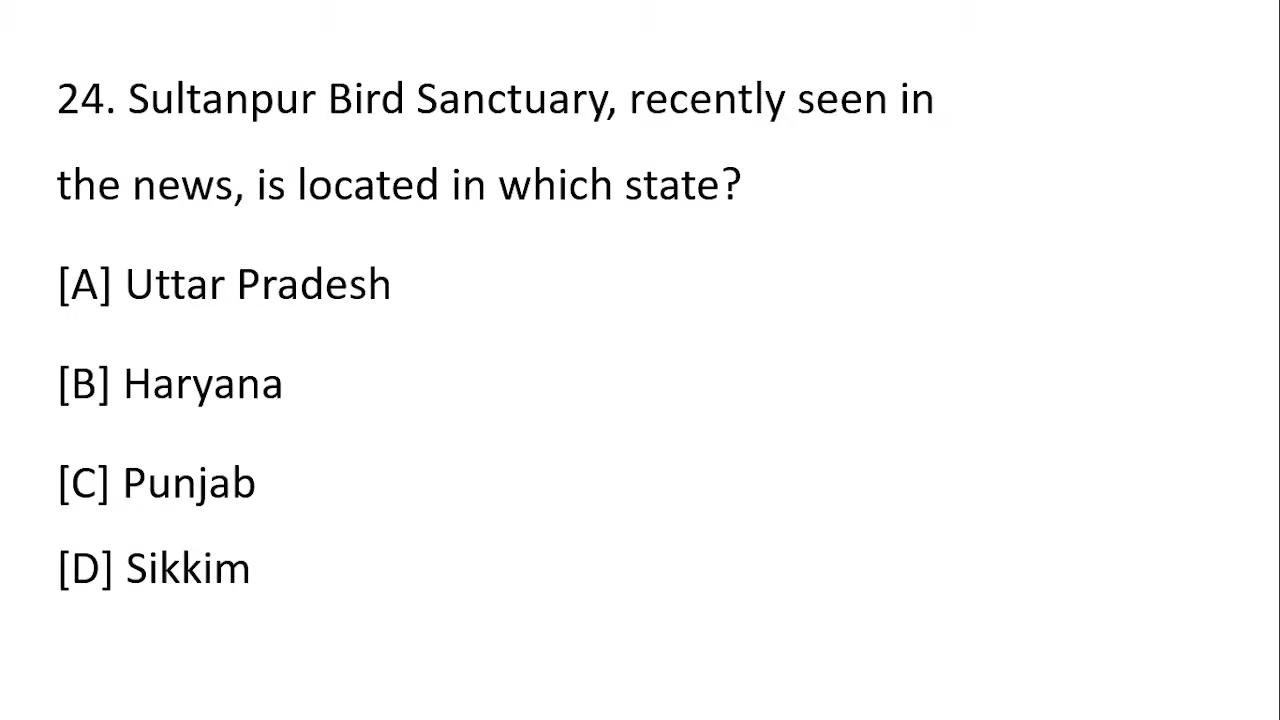 24. Sultanpur Bird Sanctuary, recently seen in
the news, is located in which state?
[A] Uttar Pradesh
[B] Haryana
[C] Punjab
[D] Sikkim